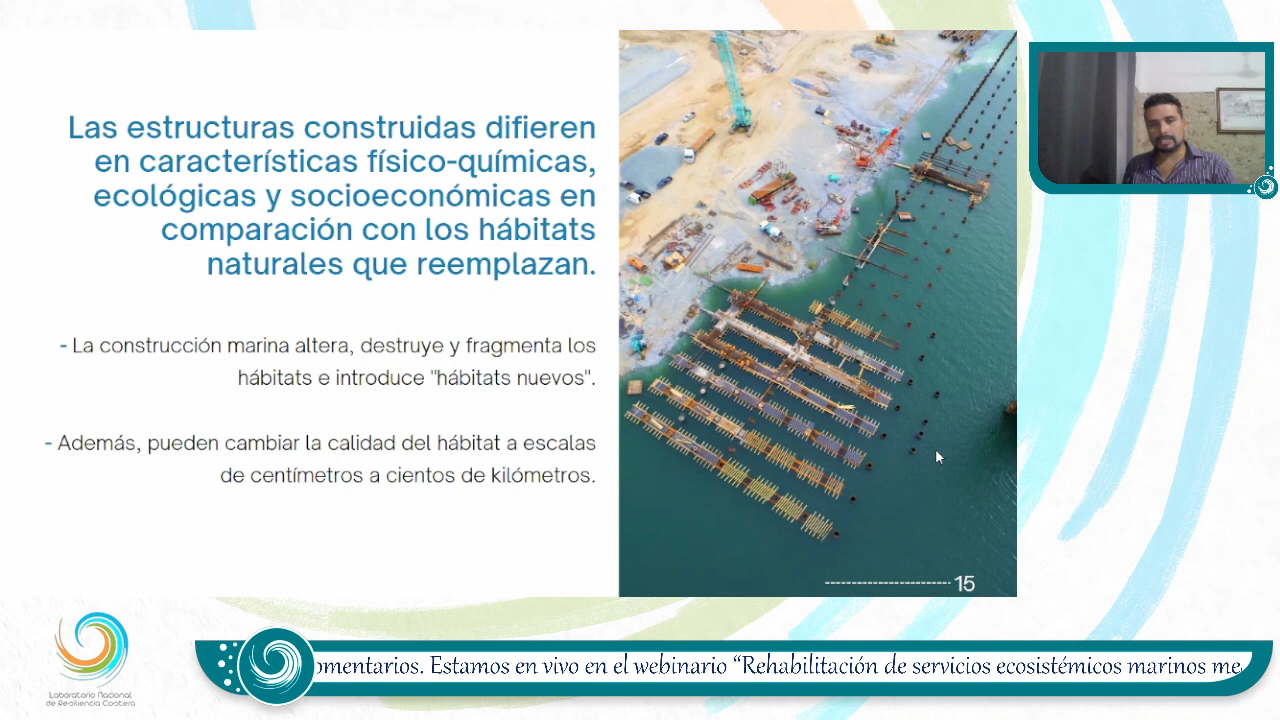 Las estructuras construidas difieren
en características físico-químicas,
ecológicas y socioeconómicas en
comparación con los hábitats
naturales que reemplazan.
- La construcción marina altera, destruye y fragmenta los
hábitats e introduce "hábitats nuevos".
- Además, pueden cambiar la calidad del hábitat a escalas
de centímetros a cientos de kilómetros.
15
Laboratorio Nacional
de Resiliencia Costera
omentarios. Estamos en vivo en el webinario “Rehabilitación de servicios ecosistémicos marinos me